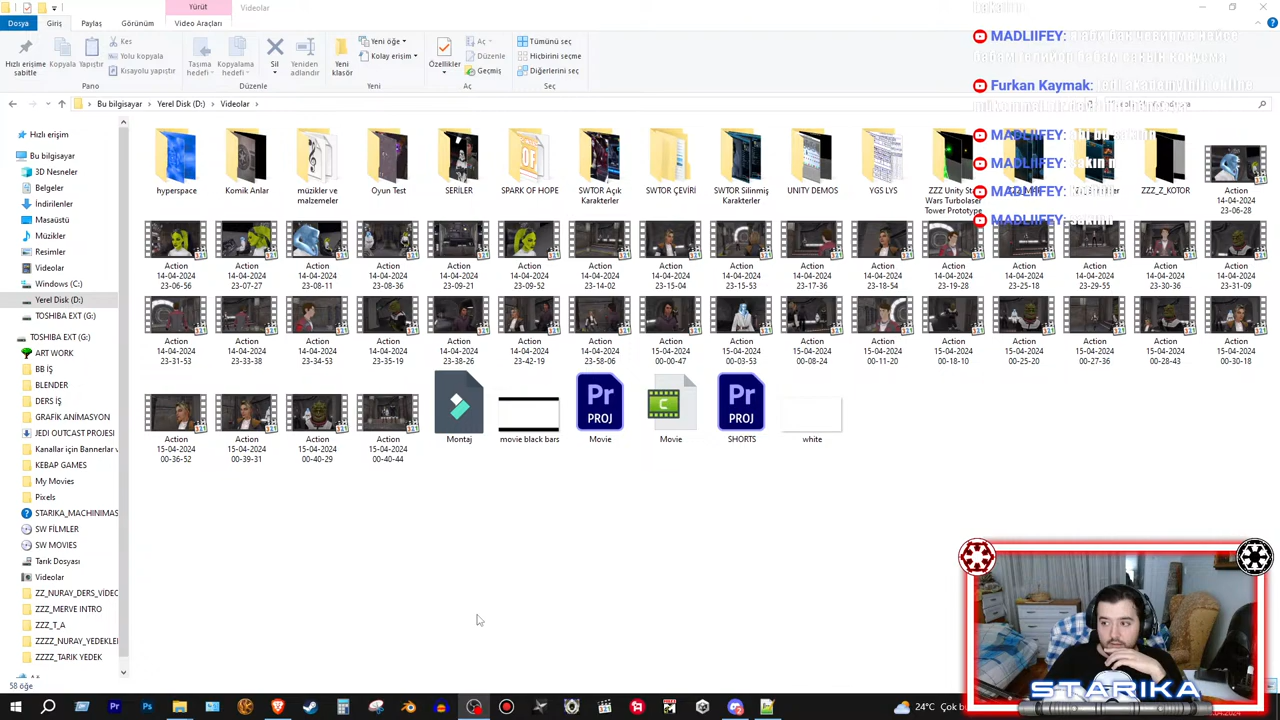 Yürüt
Videolar
Dosya
Giriş
Paylaş
Görünüm
Video Araçları
Hızlı erişime sabitle
Kopyala
Yapıştır
Kes
Yolu kopyala
Kısayolu yapıştır
Taşıma hedefi
Kopyalama hedefi
Sil
Yeniden adlandır
Yeni klasör
Yeni öğe
Kolay erişim
Özellikler
Aç
Düzenle
Geçmiş
Tümünü seç
Hiçbirini seç
Diğerlerini seç
Pano
Düzenle
Yeni
Aç
Seç
Bu bilgisayar
Yerel Disk (D:)
Videolar
MADLIIFEY:
Furkan Kaymak:
MADLIIFEY:
MADLIIFEY:
MADLIIFEY:
MADLIIFEY:
Hızlı erişim
Bu bilgisayar
3D Nesneler
Belgeler
İndirilenler
Masaüstü
Müzikler
Resimler
Videolar
Windows (C:)
Yerel Disk (D:)
TOSHIBA EXT (G:)
TOSHIBA EXT (G:)
ART WORK
BB İŞ
BLENDER
DERS İŞ
GRAFİK ANİMASYON
JEDI OUTCAST PROJESİ
Kanallar için Bannerlar v
KEBAP GAMES
My Movies
Pixels
STARIKA_MACHINIMAS
SW FİLMLER
SW MOVIES
Tarık Dosyası
Videolar
ZZ_NURAY_DERS_VİDEO
ZZZ_MERVE INTRO
ZZZ_T_A
ZZZZ_NURAY_YEDEKLER
ZZZZ_TARIK YEDEK
58 öğe
hyperspace
Komik Anlar
müzikler ve malzemeler
Oyun Test
SERİLER
SPARK OF HOPE
SWTOR Açık Karakterler
SWTOR ÇEVİRİ
SWTOR Silinmiş Karakterler
UNITY DEMOS
YGS LYS
ZZZ Unity Star Wars Turbolaser Tower Prototype
ZZZ_Z_KOTOR
Action 14-04-2024 23-06-28
Action 14-04-2024 23-06-56
Action 14-04-2024 23-07-27
Action 14-04-2024 23-08-11
Action 14-04-2024 23-08-36
Action 14-04-2024 23-09-21
Action 14-04-2024 23-09-52
Action 14-04-2024 23-14-02
Action 14-04-2024 23-15-04
Action 14-04-2024 23-15-53
Action 14-04-2024 23-17-36
Action 14-04-2024 23-18-54
Action 14-04-2024 23-19-28
Action 14-04-2024 23-25-18
Action 14-04-2024 23-29-55
Action 14-04-2024 23-30-36
Action 14-04-2024 23-31-09
Action 14-04-2024 23-31-53
Action 14-04-2024 23-33-38
Action 14-04-2024 23-34-53
Action 14-04-2024 23-35-19
Action 14-04-2024 23-38-26
Action 14-04-2024 23-42-19
Action 14-04-2024 23-58-06
Action 15-04-2024 00-00-47
Action 15-04-2024 00-03-53
Action 15-04-2024 00-08-24
Action 15-04-2024 00-11-20
Action 15-04-2024 00-18-10
Action 15-04-2024 00-25-20
Action 15-04-2024 00-27-36
Action 15-04-2024 00-28-43
Action 15-04-2024 00-30-18
Action 15-04-2024 00-36-52
Action 15-04-2024 00-39-31
Action 15-04-2024 00-40-29
Action 15-04-2024 00-40-44
Montaj
movie black bars
Pr PROJ
Movie
Movie
Pr PROJ
SHORTS
white
STARIKA
24°C